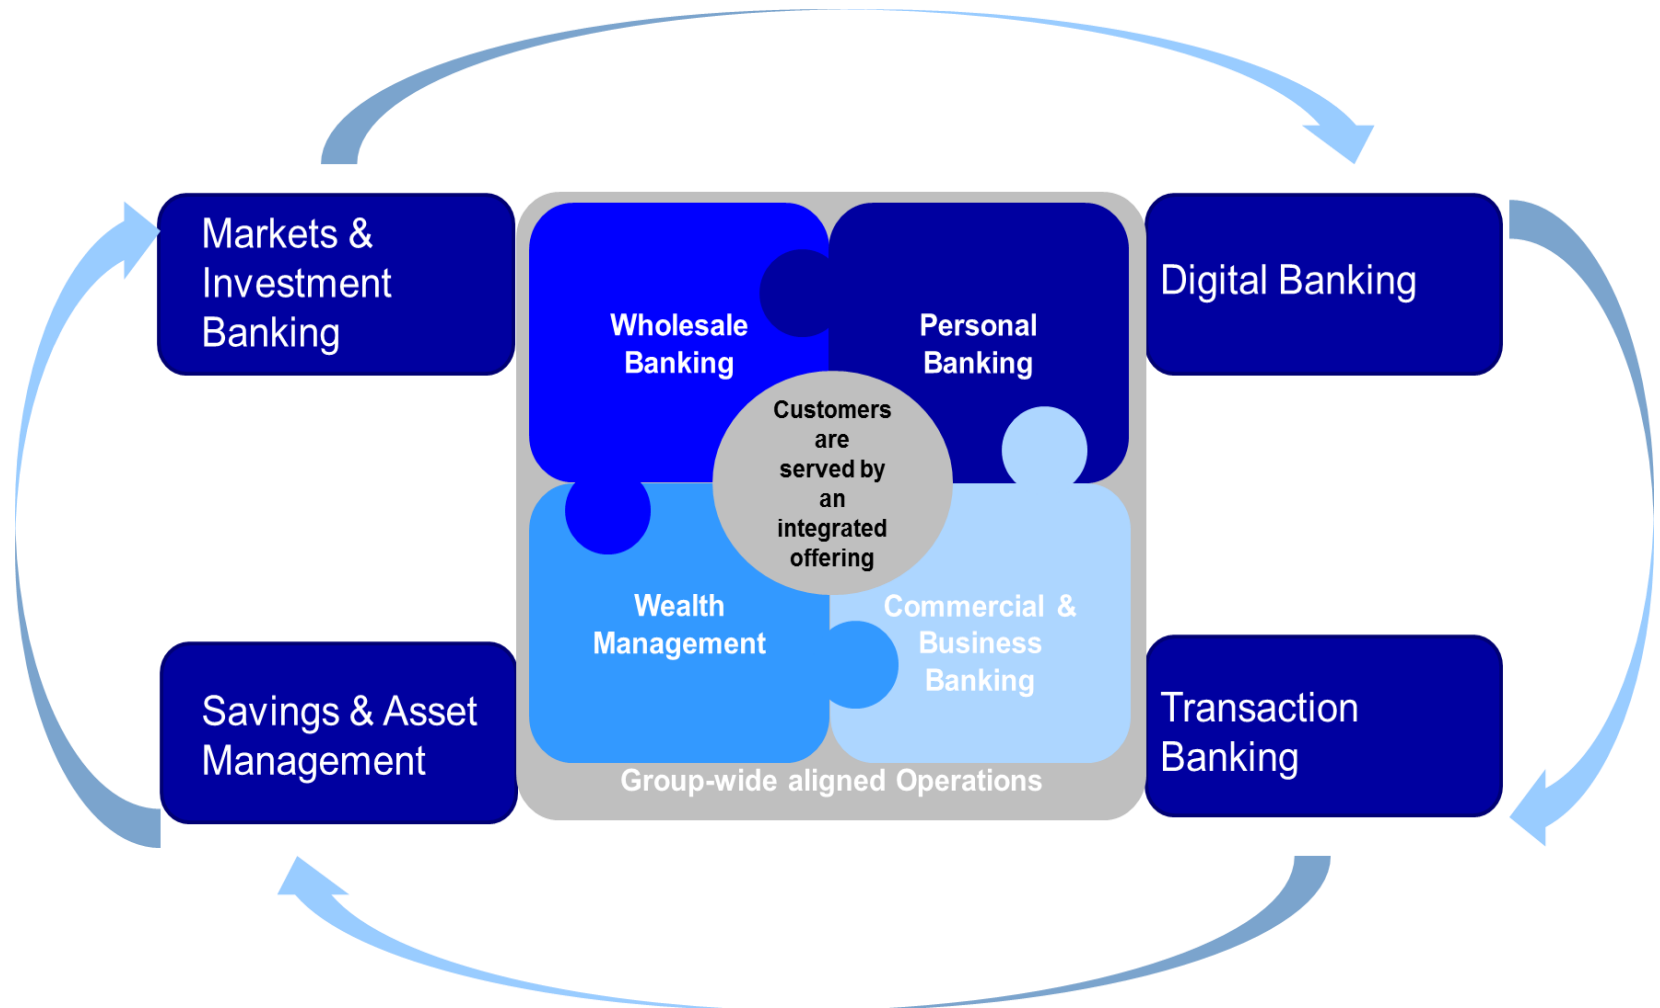 Markets &
Investment
Banking
Wholesale
Banking
Personal
Banking
Digital Banking
Customers
are
served by
an
integrated
offering
Savings & Asset
Management
Wealth
Management
Commercial &
Business
Banking
Transaction
Banking
Group-wide aligned Operations